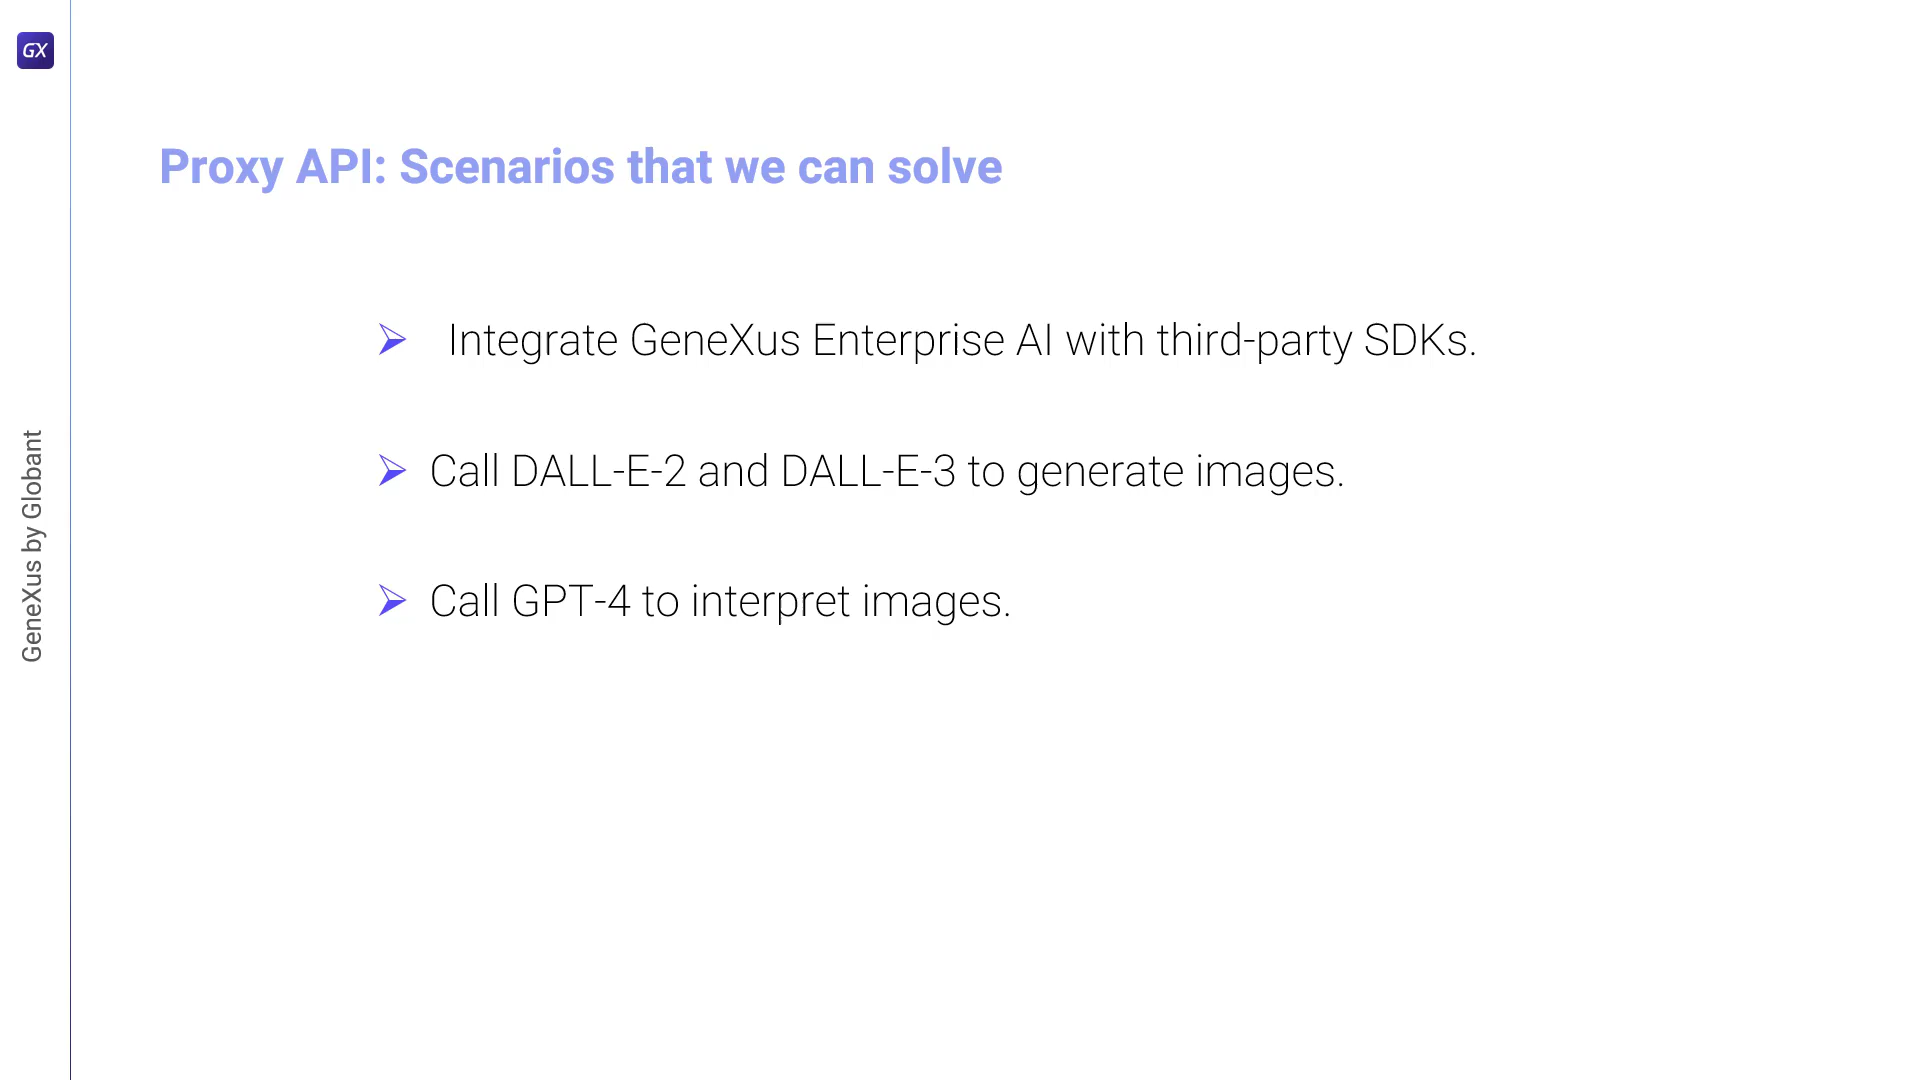 GX
Proxy API: Scenarios that we can solve
Integrate GeneXus Enterprise AI with third-party SDKs.
Call DALL-E-2 and DALL-E-3 to generate images.
Call GPT-4 to interpret images.
GeneXus by Globant